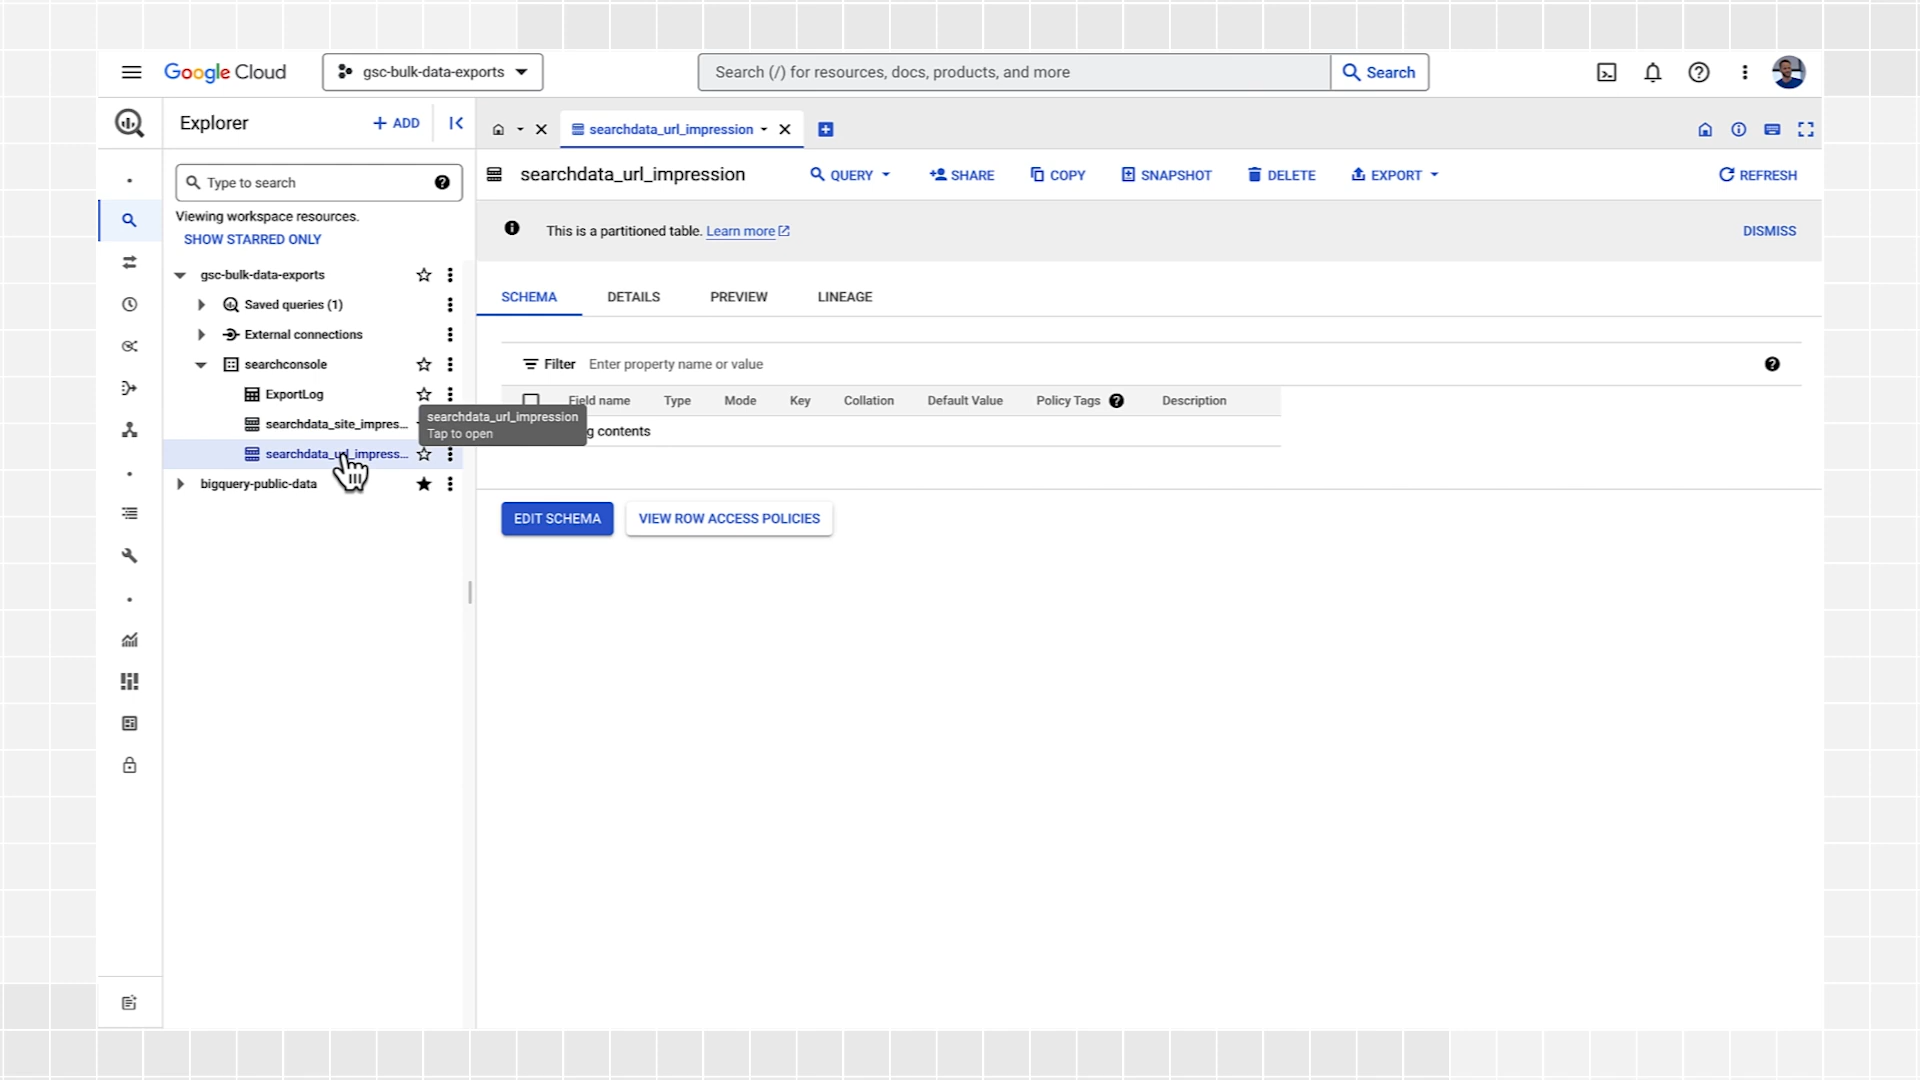 Google Cloud
gsc-bulk-data-exports
Search (/) for resources, docs, products, and more
Search
Explorer
+ ADD
searchdata_url_impression
Type to search
searchdata_url_impression
QUERY
SHARE
COPY
SNAPSHOT
DELETE
EXPORT
REFRESH
Viewing workspace resources.
SHOW STARRED ONLY
This is a partitioned table. Learn more
DISMISS
gsc-bulk-data-exports
Saved queries (1)
External connections
searchconsole
ExportLog
searchdata_site_impres...
searchdata_url_impress...
bigquery-public-data
searchdata_url_impression
Tap to open
SCHEMA
DETAILS
PREVIEW
LINEAGE
Filter
Enter property name or value
Field name
Type
Mode
Key
Collation
Default Value
Policy Tags
Description
contents
EDIT SCHEMA
VIEW ROW ACCESS POLICIES